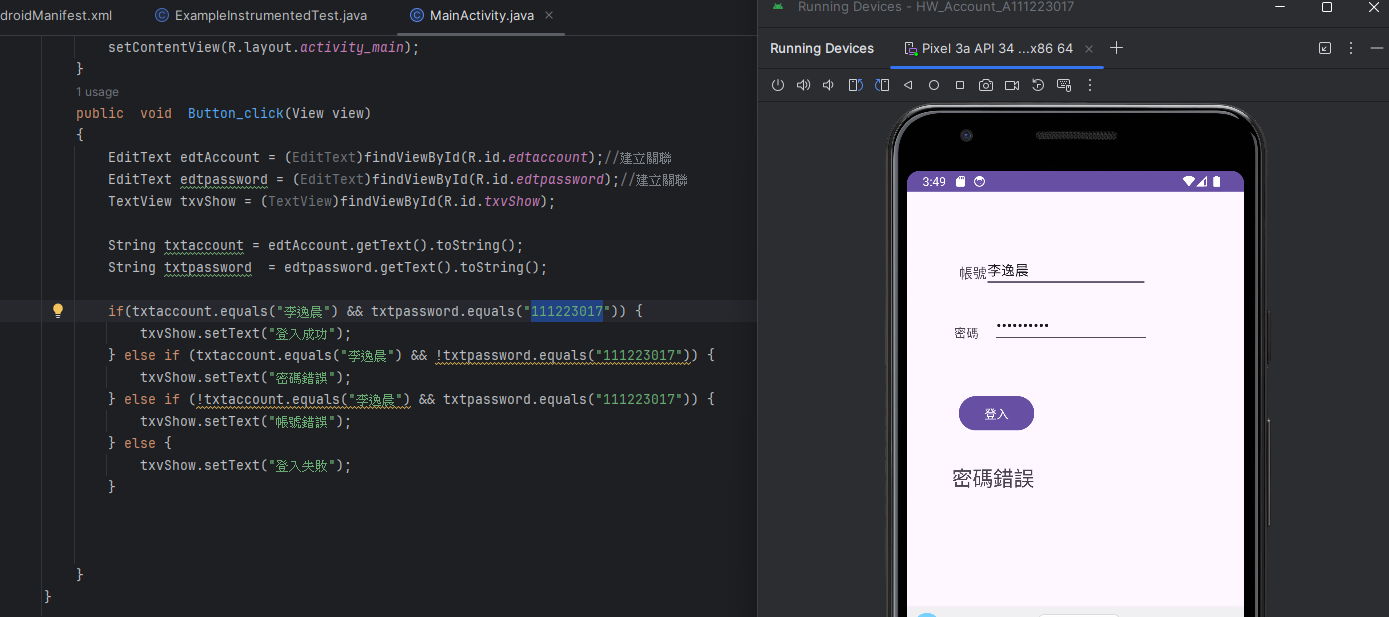 droidManifest.xml
ExampleInstrumentedTest.java
MainActivity.java
setContentView(R.layout.activity_main);
}
1 usage
public void Button_click(View view)
{
EditText edtAccount = (EditText)findViewById(R.id.edtaccount);//建立關聯
EditText edtpassword = (EditText)findViewById(R.id.edtpassword);//建立關聯
TextView txvShow = (TextView)findViewById(R.id.txvShow);
String txtaccount = edtAccount.getText().toString();
String txtpassword = edtpassword.getText().toString();
if(txtaccount.equals("李逸晨") && txtpassword.equals("111223017")) {
txvShow.setText("登入成功");
} else if (txtaccount.equals("李逸晨") && !txtpassword.equals("111223017")) {
txvShow.setText("密碼錯誤");
} else if (!txtaccount.equals("李逸晨") && txtpassword.equals("111223017")) {
txvShow.setText("帳號錯誤");
} else {
txvShow.setText("登入失敗");
}
}
}
Running Devices - HW_Account_A111223017
Running Devices
Pixel 3a API 34 ...x86 64
3:49
帳號李逸晨
密碼 ••••••••••
登入
密碼錯誤